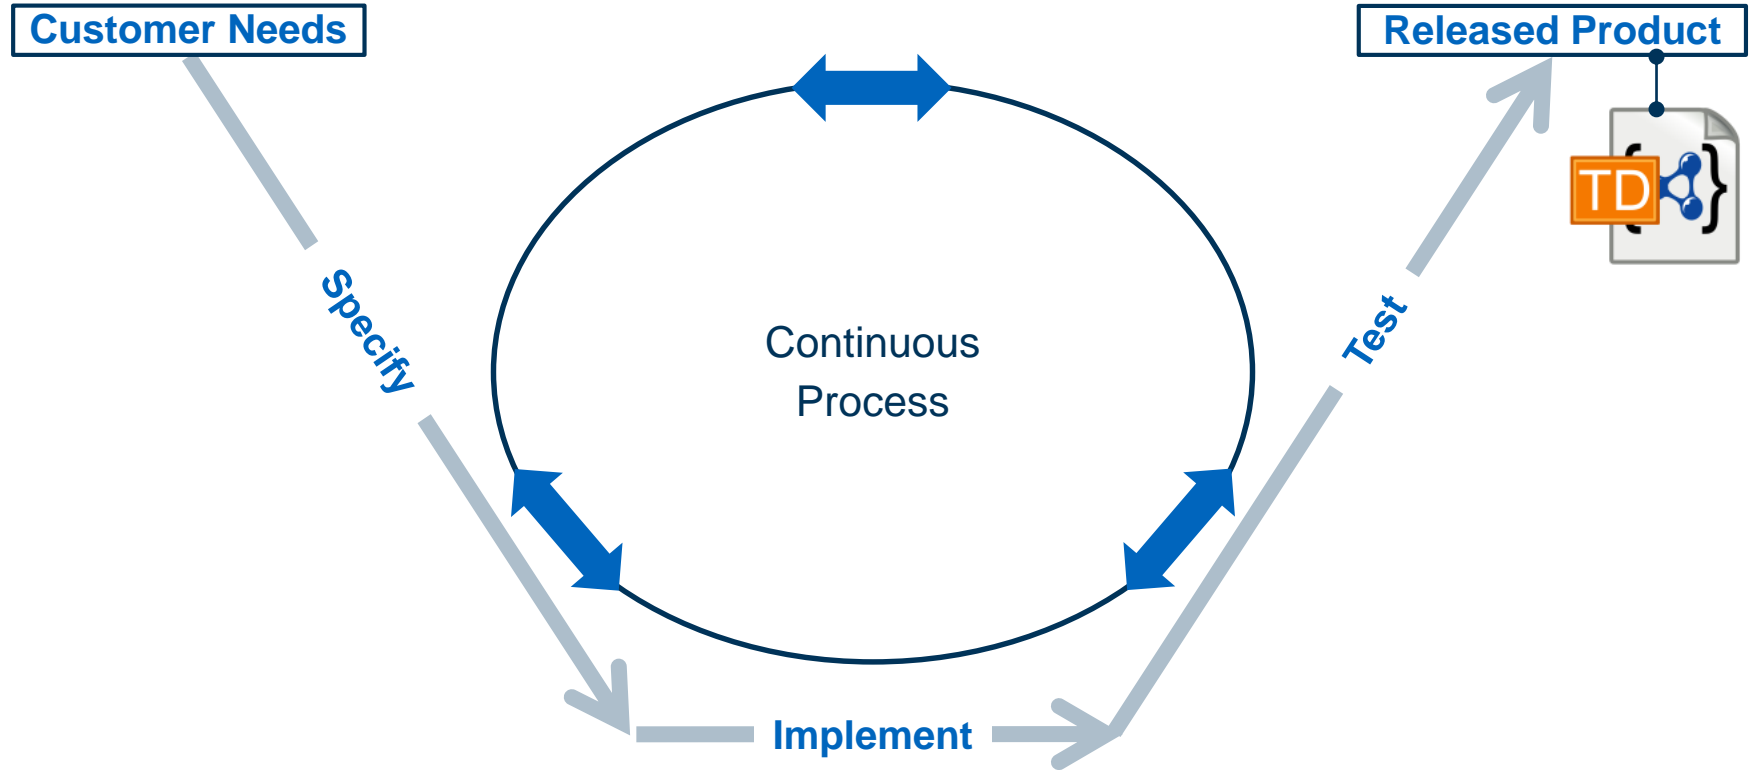 Customer Needs
Released Product
TD
{ }
Specify
Continuous
Process
Test
Implement